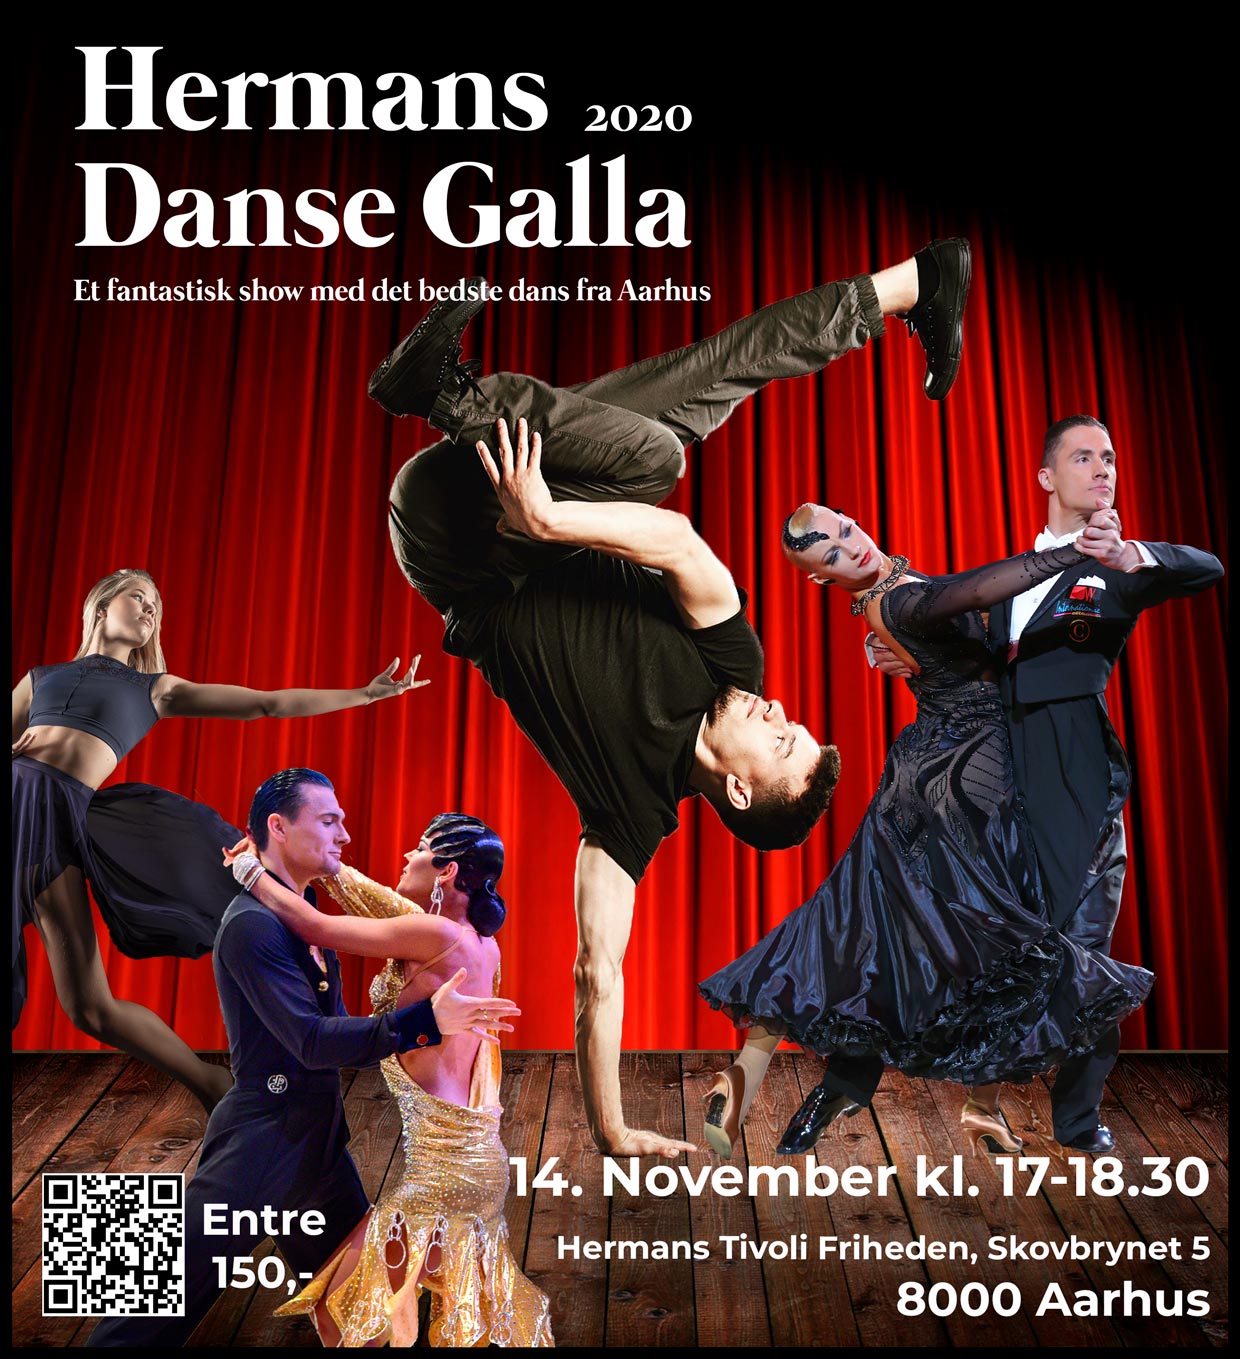 Hermans 2020
Danse Galla
Et fantastisk show med det bedste dans fra Aarhus
14. November kl. 17-18.30
Entre
150,-
Hermans Tivoli Friheden, Skovbrynet 5
8000 Aarhus